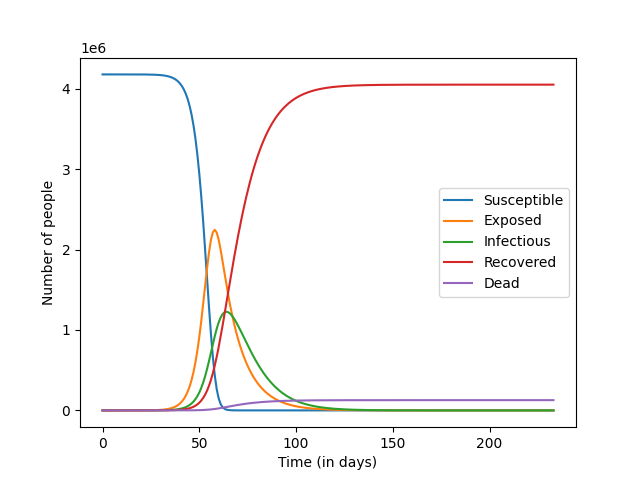 1e6
4
3
2
1
0
Number of people
Susceptible
Exposed
Infectious
Recovered
Dead
0 50 100 150 200
Time (in days)